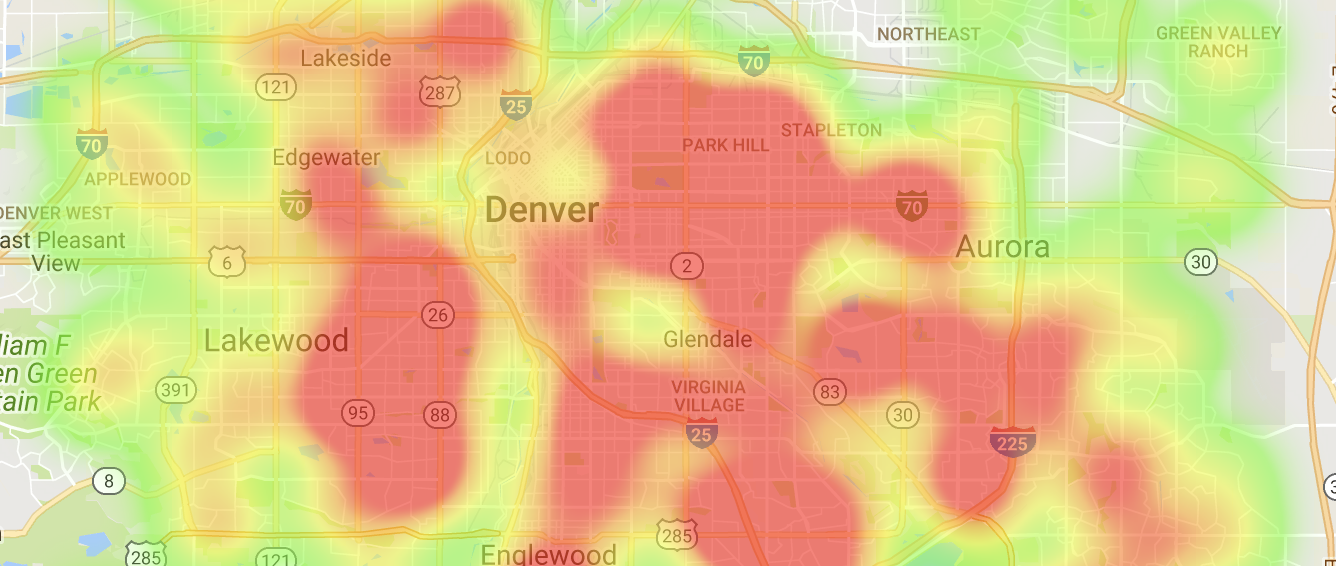 NORTHEAST
GREEN VALLEY
RANCH
Lakeside
70
121
287
25
STAPLETON
70
PARK HILL
Edgewater
LODO
APPLEWOOD
70
70
DENVER WEST
Denver
ast Pleasant
View
Aurora
6
2
30
26
Lakewood
Glendale
liam F
en Green
tain Park
391
VIRGINIA
VILLAGE
83
95
88
30
25
225
8
285
285
121
Englewood